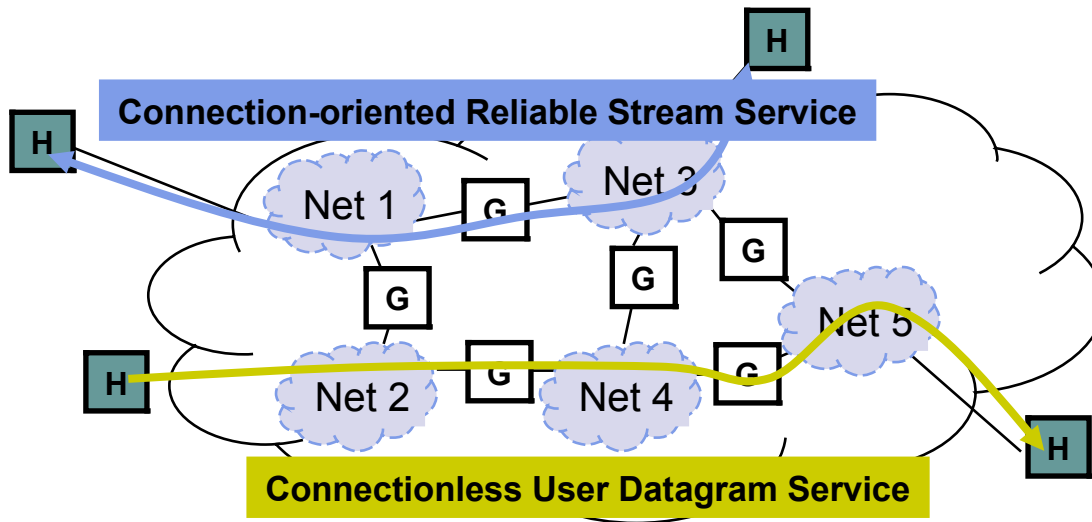 H
Connection-oriented Reliable Stream Service
H
Net 3
Net 1
G
G
G
G
Net 5
H
G
G
Net 2
Net 4
H
Connectionless User Datagram Service